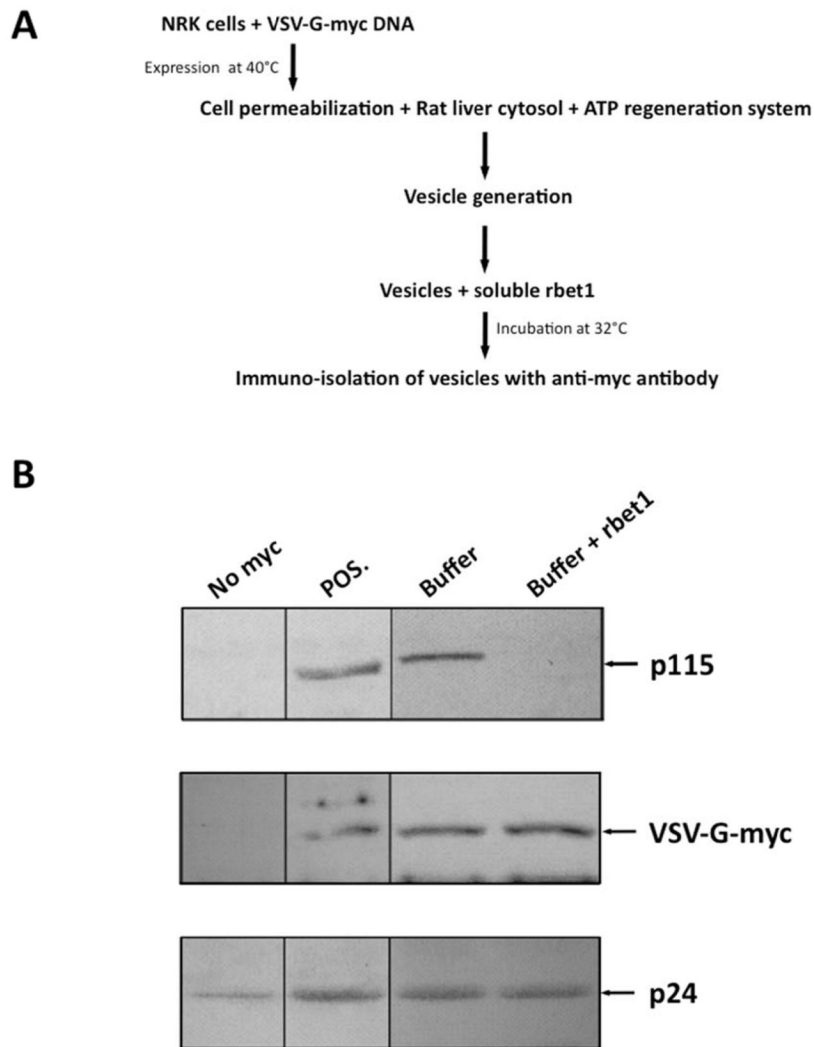 A
NRK cells + VSV-G-myc DNA
Expression at 40°C
Cell permeabilization + Rat liver cytosol + ATP regeneration system
Vesicle generation
Vesicles + soluble rbet1
Incubation at 32°C
Immuno-isolation of vesicles with anti-myc antibody
B
No myc
POS.
Buffer
Buffer + rbet1
p115
VSV-G-myc
p24